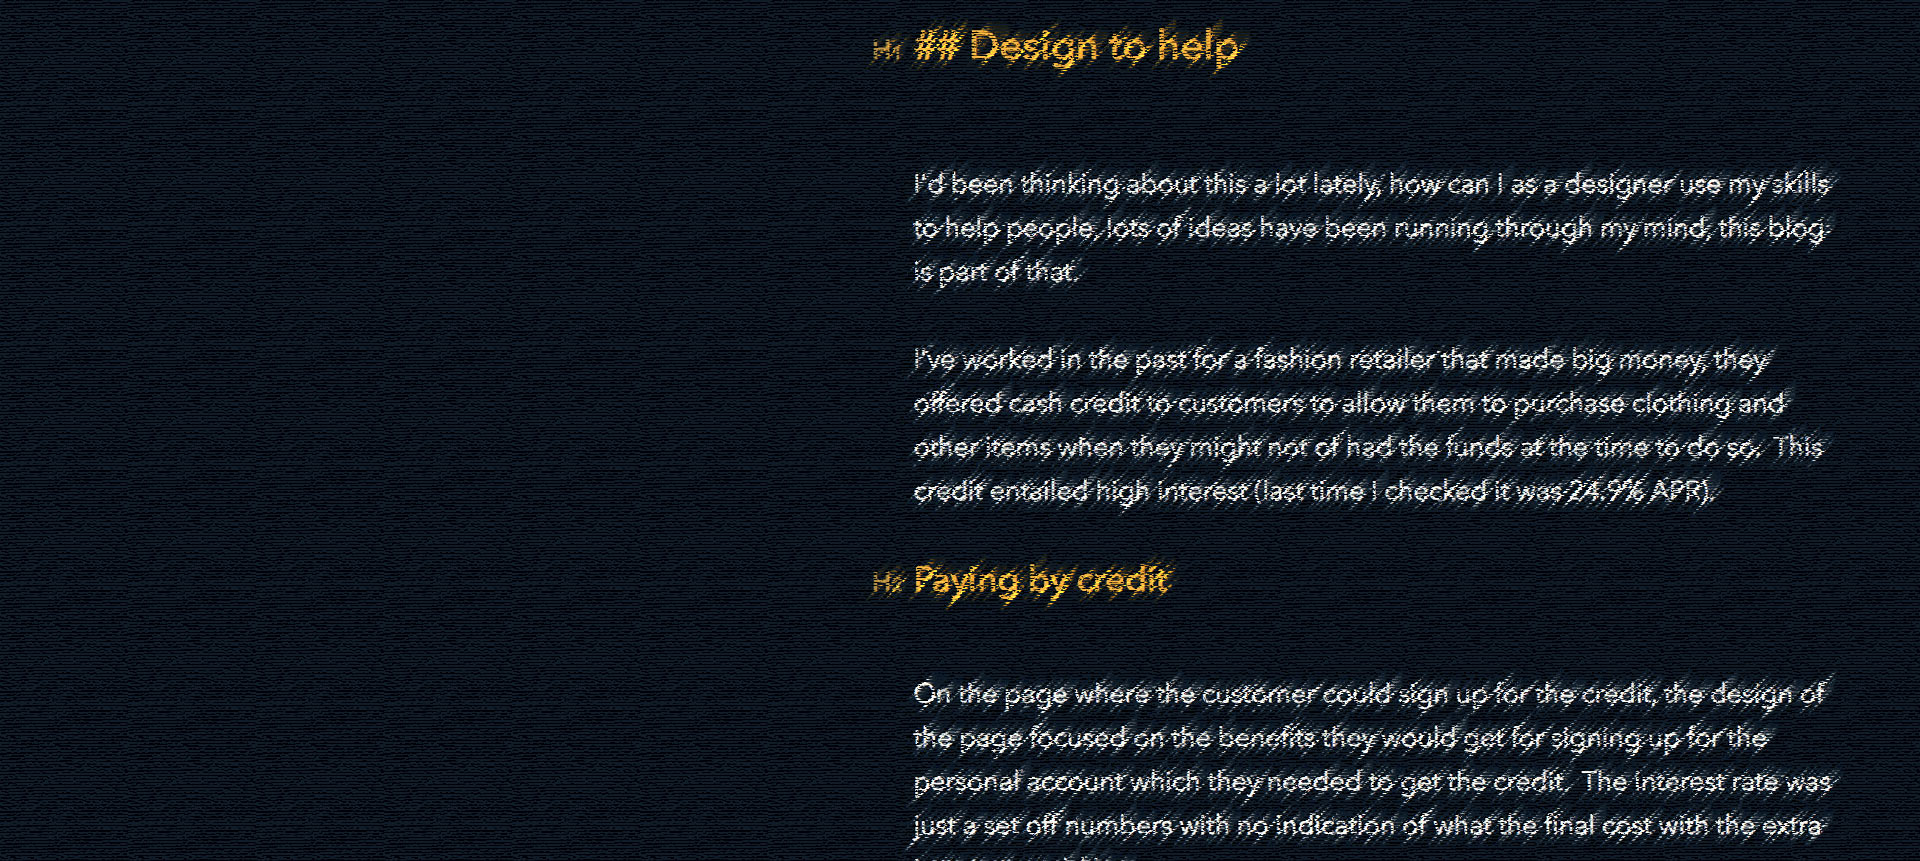 H1 ## Design to help
I'd been thinking about this a lot lately, how can I as a designer use my skills
to help people, lots of ideas have been running through my mind, this blog
is part of that.
I've worked in the past for a fashion retailer that made big money, they
offered cash credit to customers to allow them to purchase clothing and
other items when they might not of had the funds at the time to do so.  This
credit entailed high interest (last time I checked it was 24.9% APR).
H2 Paying by credit
On the page where the customer could sign up for the credit, the design of
the page focused on the benefits they would get for signing up for the
personal account which they needed to get the credit.  The interest rate was
just a set off numbers with no indication of what the final cost with the extra